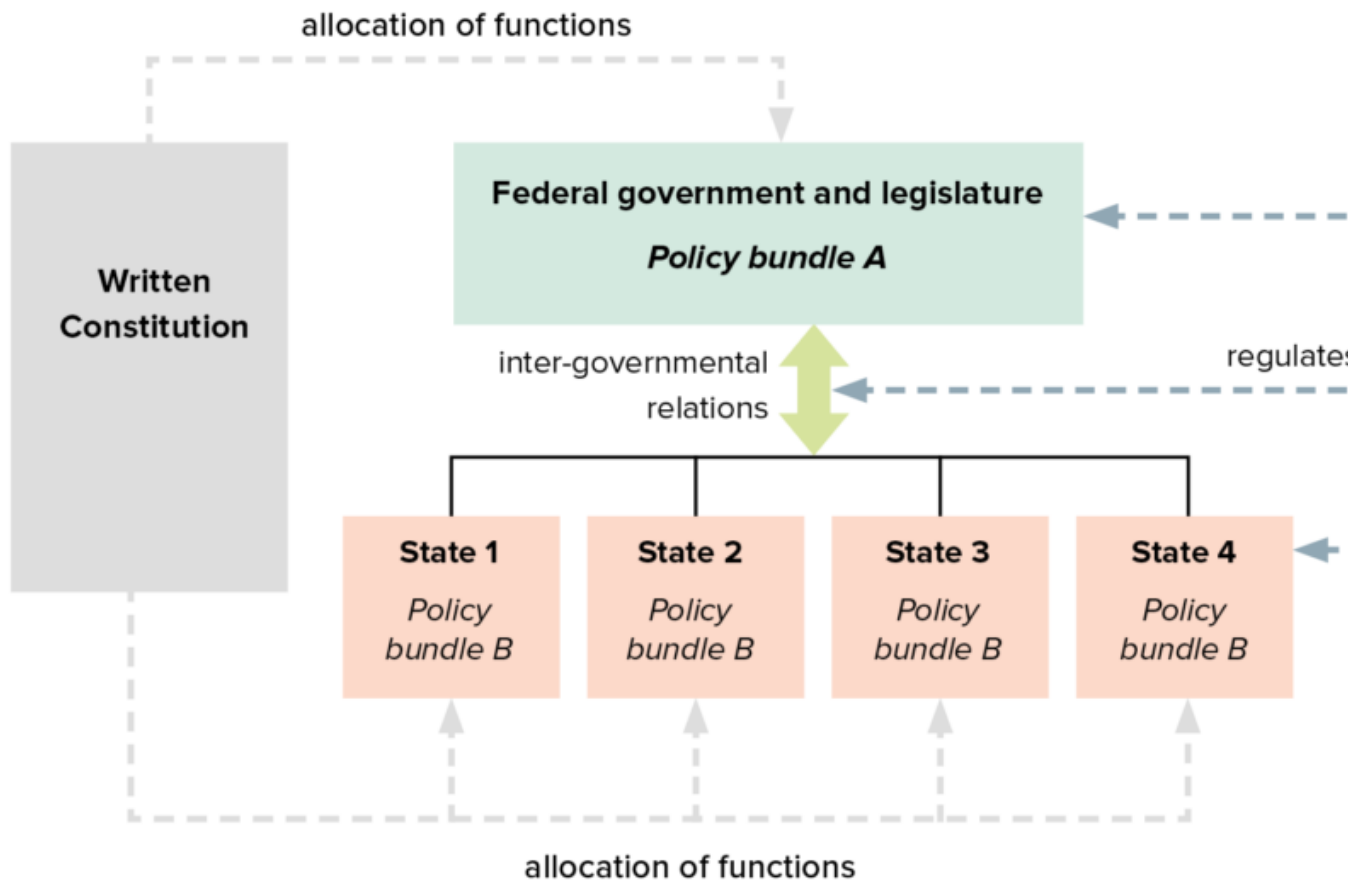 allocation of functions
Written
Constitution
Federal government and legislature
Policy bundle A
inter-governmental
relations
regulates
State 1
Policy
bundle B
State 2
Policy
bundle B
State 3
Policy
bundle B
State 4
Policy
bundle B
allocation of functions